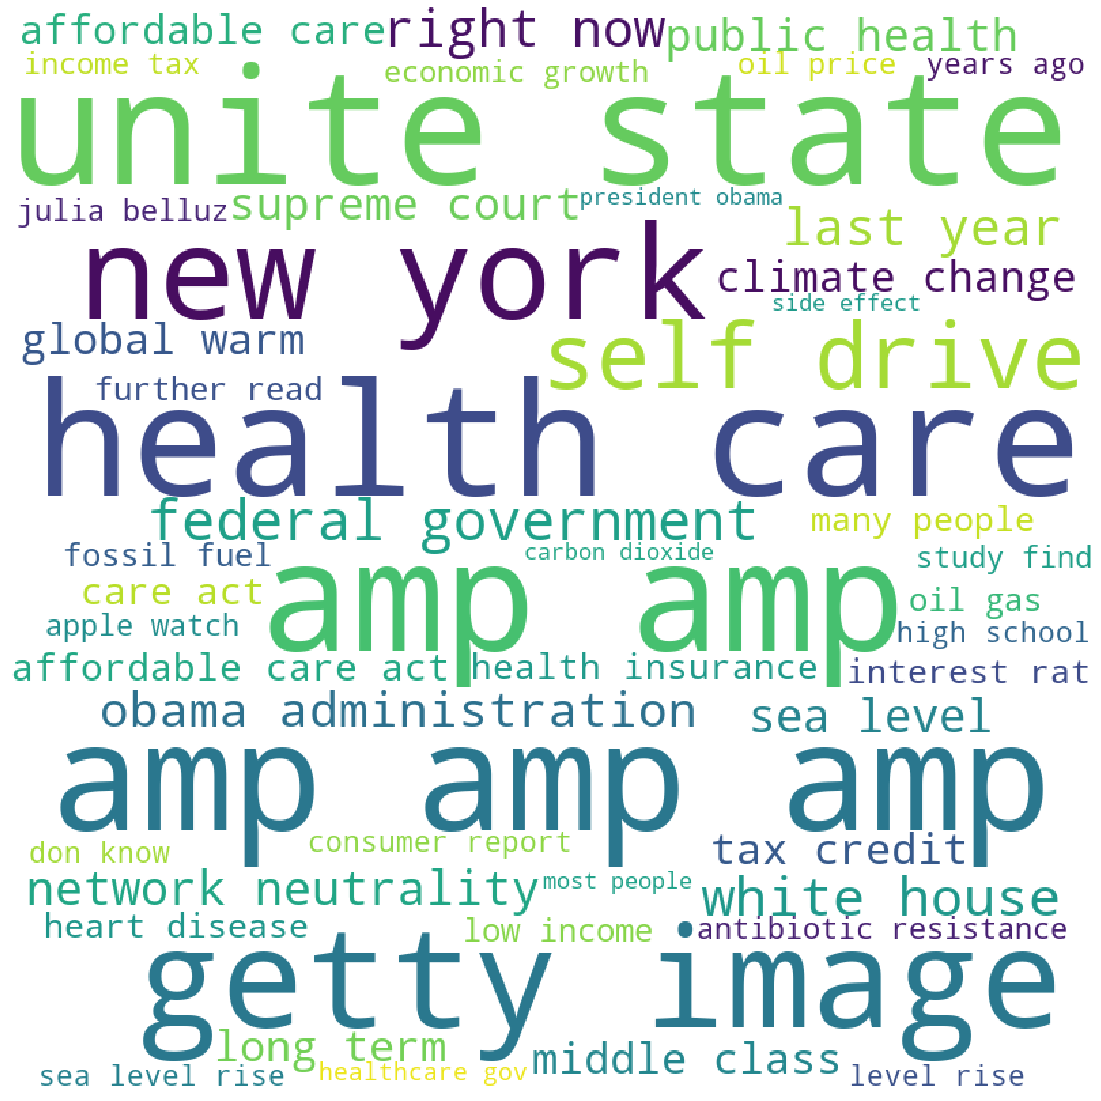 affordable care right now public health
income tax economic growth oil price years ago
unite state
julia belluz supreme court president obama
new york last year
climate change
side effect
global warm self drive
further read
health care
federal government many people
fossil fuel carbon dioxide study find
care act amp amp oil gas
apple watch high school
affordable care act health insurance interest rat
obama administration sea level
amp amp amp
don know consumer report tax credit
network neutrality most people white house
heart disease low income antibiotic resistance
getty image
long term middle class
sea level rise healthcare gov level rise